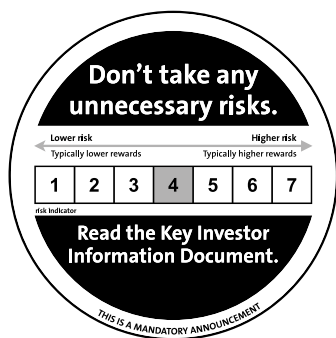 Don't take any
unnecessary risks.
Lower risk Higher risk
Typically lower rewards Typically higher rewards
1 2 3 4 5 6 7
risk indicator
Read the Key Investor
Information Document.
THIS IS A MANDATORY ANNOUNCEMENT